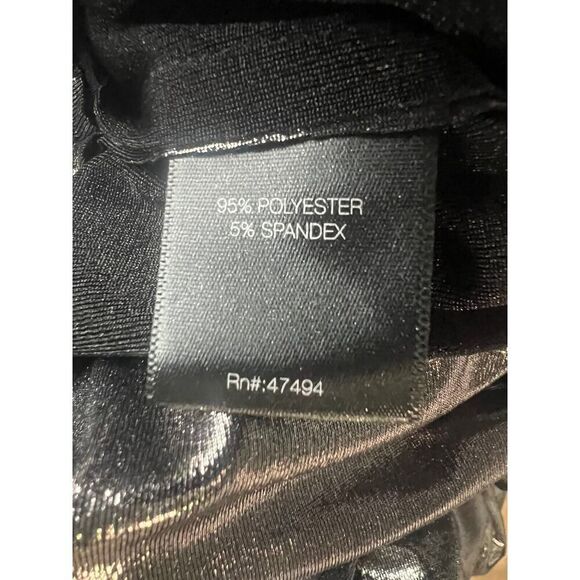 95% POLYESTER
5% SPANDEX
Rn#:47494